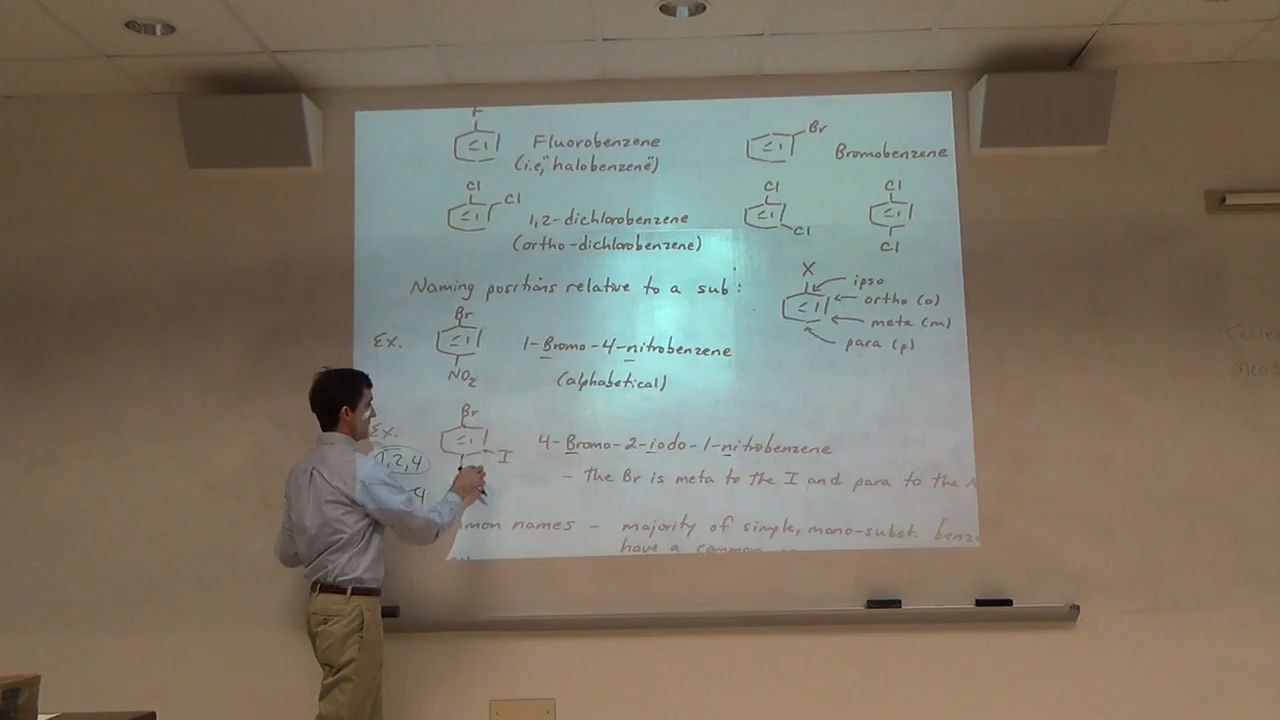 F
Fluorobenzene
(i.e., "halobenzene")
Br
Bromobenzene
Cl
Cl
1,2-dichlorobenzene
(ortho-dichlorobenzene)
Cl
Cl
Cl
Cl
Naming positions relative to a sub:
X
ipso
ortho (o)
meta (m)
para (p)
Ex.
Br
NO2
1-Bromo-4-nitrobenzene
(alphabetical)
Ex.
1,2,4
4
Br
I
4-Bromo-2-iodo-1-nitrobenzene
- the Br is meta to the I and para to the
mon names - majority of simple, mono-subst. benz
have a common